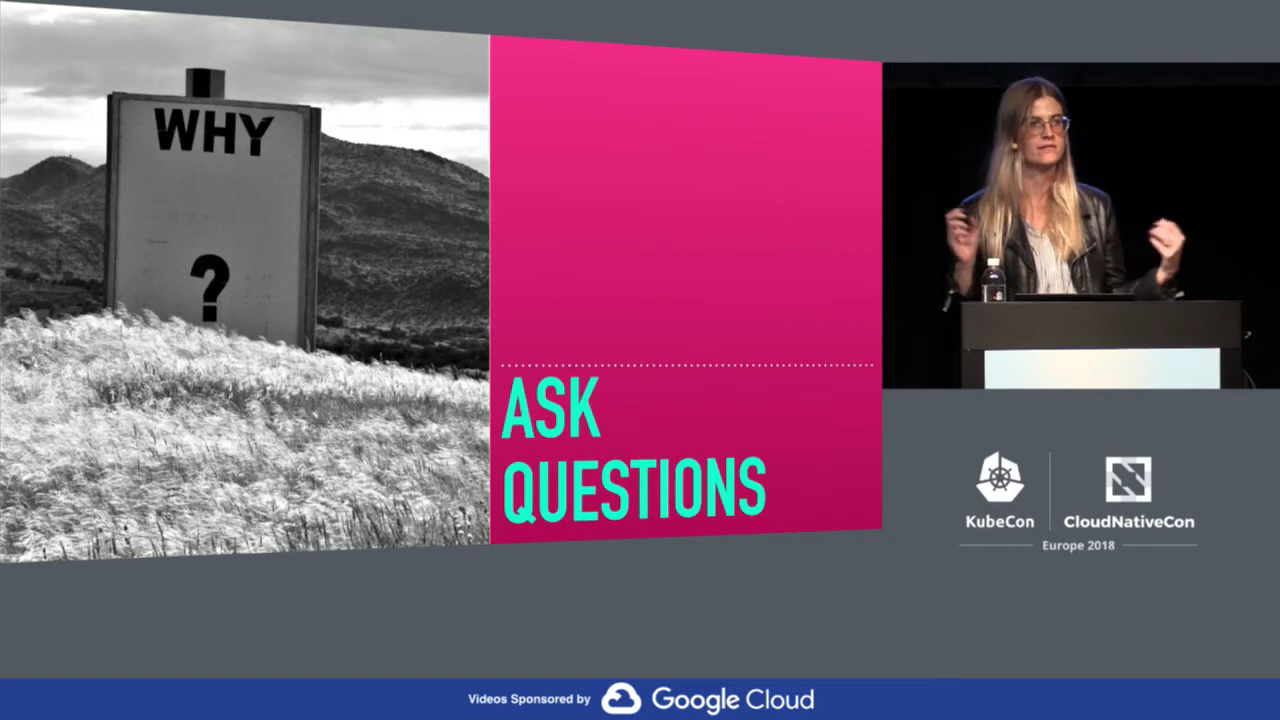 WHY
?
ASK
QUESTIONS
KubeCon
CloudNativeCon
Europe 2018
Videos Sponsored by
Google Cloud